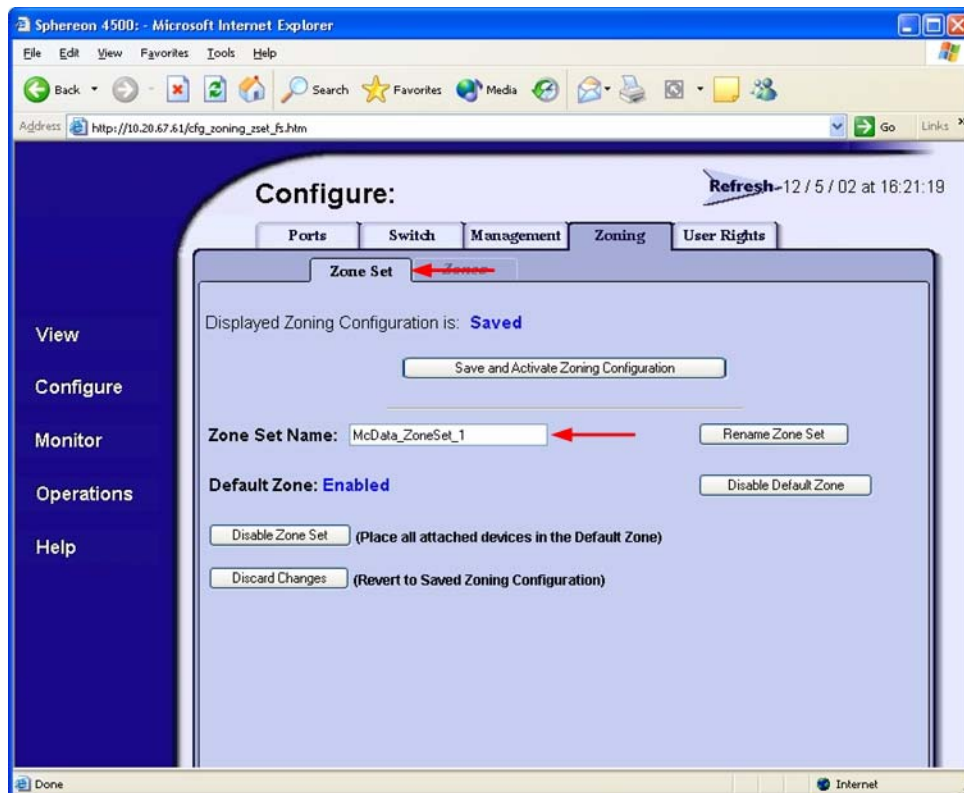 Sphereon 4500: - Microsoft Internet Explorer
File Edit View Favorites Tools Help
Back Search Favorites Media
Address http://10.20.67.61/cfg_zoning_zset_fs.htm Go Links »
Configure: Refresh-12 / 5 / 02 at 16:21:19
Ports Switch Management Zoning User Rights
Zone Set Zones
Displayed Zoning Configuration is: Saved
View
Save and Activate Zoning Configuration
Configure
Zone Set Name: McData_ZoneSet_1 Rename Zone Set
Monitor
Default Zone: Enabled Disable Default Zone
Operations
Disable Zone Set (Place all attached devices in the Default Zone)
Help
Discard Changes (Revert to Saved Zoning Configuration)
Done Internet